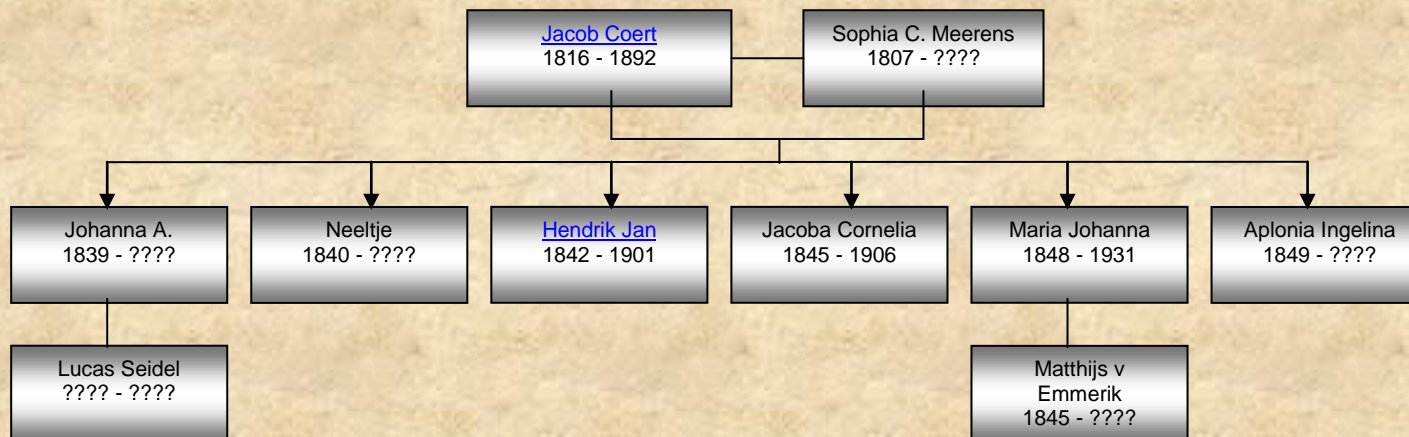 Jacob Coert
1816 - 1892
Sophia C. Meerens
1807 - ????
Johanna A.
1839 - ????
Neeltje
1840 - ????
Hendrik Jan
1842 - 1901
Jacoba Cornelia
1845 - 1906
Maria Johanna
1848 - 1931
Aplonia Ingelina
1849 - ????
Lucas Seidel
???? - ????
Matthijs v
Emmerik
1845 - ????